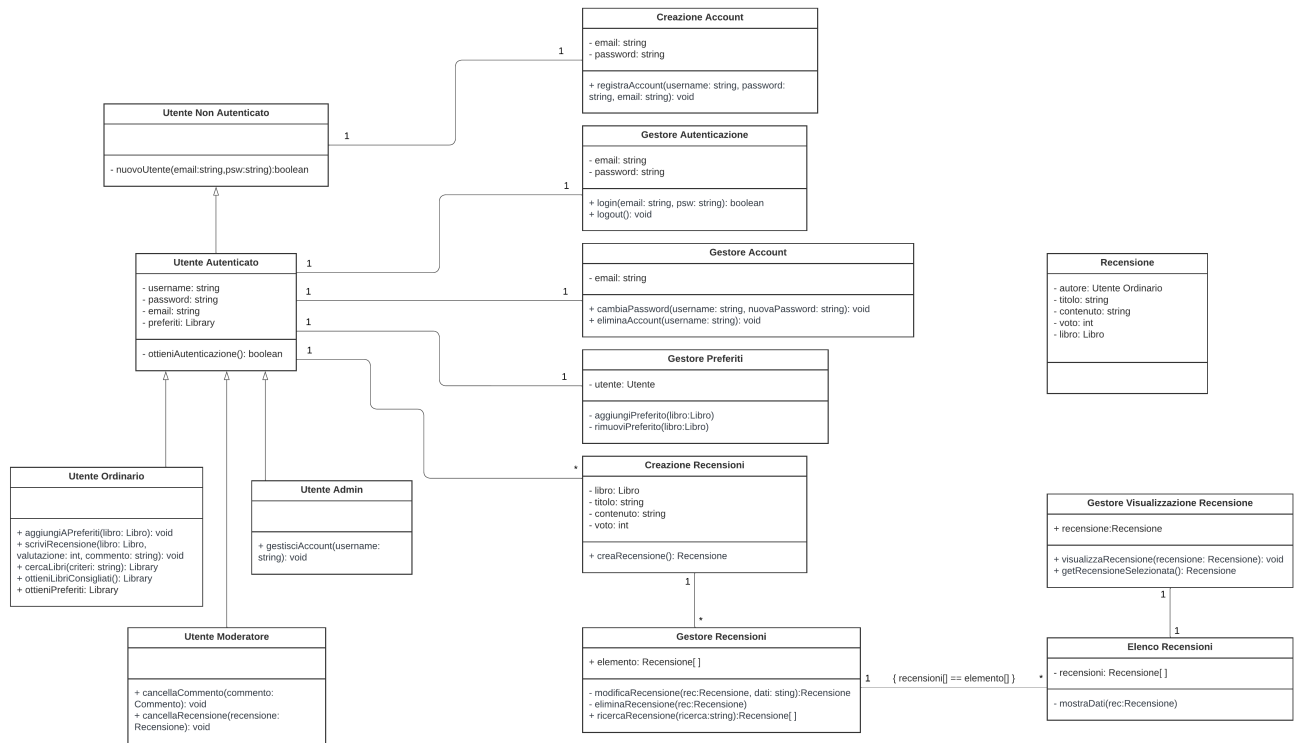 Creazione Account
- email: string
- password: string
+ registraAccount(username: string, password:
string, email: string): void
1
1
Utente Non Autenticato
- nuovoUtente(email:string,psw:string):boolean
Gestore Autenticazione
- email: string
- password: string
+ login(email: string, psw: string): boolean
+ logout(): void
1
1
Utente Autenticato
- username: string
- password: string
- email: string
- preferiti: Library
- ottieniAutenticazione(): boolean
Gestore Account
- email: string
+ cambiaPassword(username: string, nuovaPassword: string): void
+ eliminaAccount(username: string): void
1
1
Recensione
- autore: Utente Ordinario
- titolo: string
- contenuto: string
- voto: int
- libro: Libro
Gestore Preferiti
- utente: Utente
- aggiungiPreferito(libro:Libro)
- rimuoviPreferito(libro:Libro)
1
1
1
*
Creazione Recensioni
- libro: Libro
- titolo: string
- contenuto: string
- voto: int
+ creaRecensione(): Recensione
Utente Ordinario
+ aggiungiAPreferiti(libro: Libro): void
+ scriviRecensione(libro: Libro,
valutazione: int, commento: string): void
+ cercaLibri(criteri: string): Library
+ ottieniLibriConsigliati(): Library
+ ottieniPreferiti: Library
Utente Admin
+ gestisciAccount(username:
string): void
Gestore Visualizzazione Recensione
+ recensione:Recensione
+ visualizzaRecensione(recensione: Recensione): void
+ getRecensioneSelezionata(): Recensione
1
*
1
1
Utente Moderatore
+ cancellaCommento(commento:
Commento): void
+ cancellaRecensione(recensione:
Recensione): void
Gestore Recensioni
+ elemento: Recensione[ ]
- modificaRecensione(rec:Recensione, dati: sting):Recensione
- eliminaRecensione(rec:Recensione)
+ ricercaRecensione(ricerca:string):Recensione[ ]
1
{ recensioni[] == elemento[] }
*
Elenco Recensioni
- recensioni: Recensione[ ]
- mostraDati(rec:Recensione)